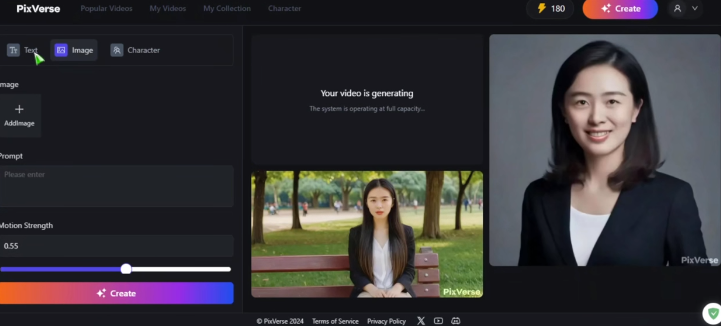 PixVerse Popular Videos My Videos My Collection Character 180 Create
Text Image Character
mage
AddImage
Prompt
Please enter
Motion Strength
0.55
Create
Your video is generating
The system is operating at full capacity...
PixVerse
PixVerse
© PixVerse 2024 Terms of Service Privacy Policy